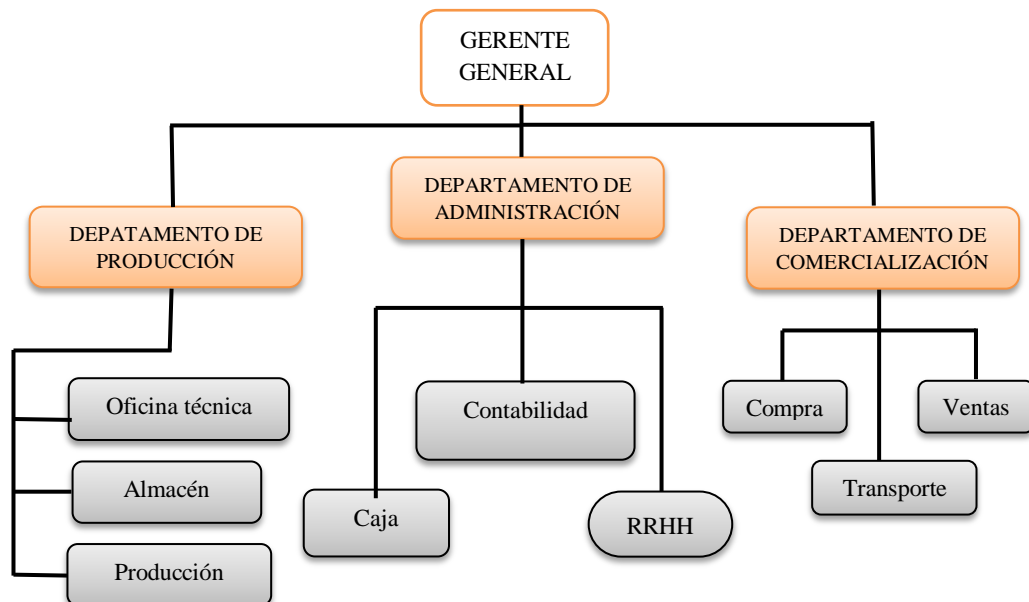 GERENTE
GENERAL
DEPARTAMENTO DE
ADMINISTRACIÓN
DEPATAMENTO DE
PRODUCCIÓN
DEPARTAMENTO DE
COMERCIALIZACIÓN
Oficina técnica
Almacén
Producción
Contabilidad
Caja
RRHH
Compra
Ventas
Transporte